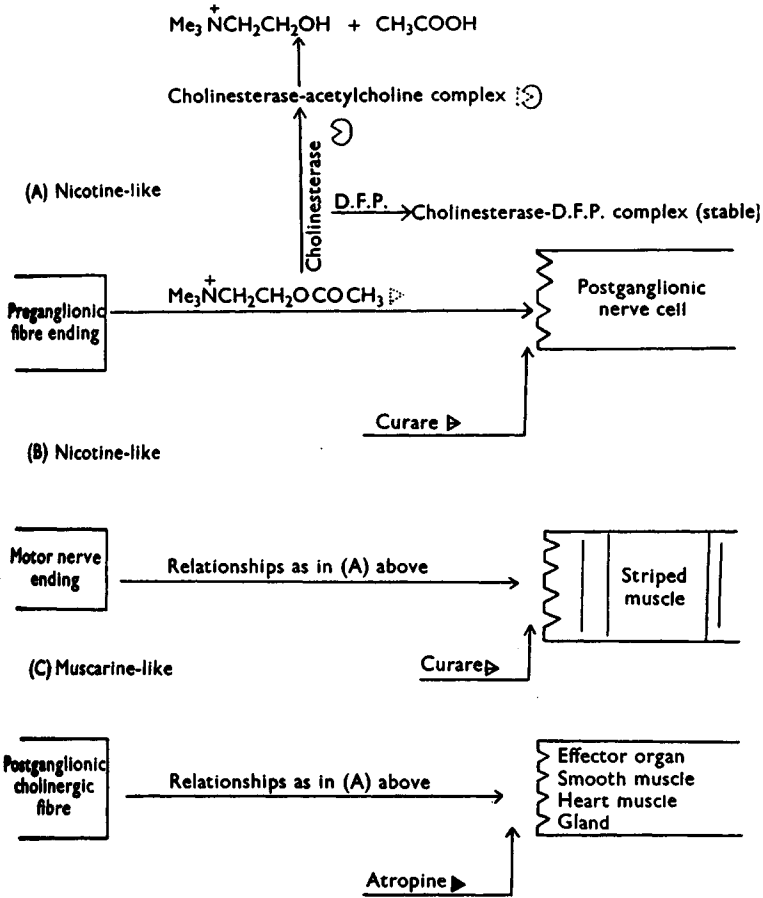 Me₃N⁺CH₂CH₂OH + CH₃COOH
Cholinesterase-acetylcholine complex
Cholinesterase
(A) Nicotine-like
D.F.P.
Cholinesterase-D.F.P. complex (stable)
Me₃N⁺CH₂CH₂OCOCH₃
Preganglionic
fibre ending
Postganglionic
nerve cell
Curare
(B) Nicotine-like
Motor nerve
ending
Relationships as in (A) above
Striped
muscle
Curare
(C) Muscarine-like
Postganglionic
cholinergic
fibre
Relationships as in (A) above
Effector organ
Smooth muscle
Heart muscle
Gland
Atropine